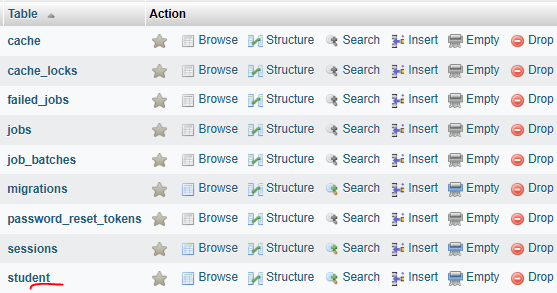 Table Action
cache Browse Structure Search Insert Empty Drop
cache_locks Browse Structure Search Insert Empty Drop
failed_jobs Browse Structure Search Insert Empty Drop
jobs Browse Structure Search Insert Empty Drop
job_batches Browse Structure Search Insert Empty Drop
migrations Browse Structure Search Insert Empty Drop
password_reset_tokens Browse Structure Search Insert Empty Drop
sessions Browse Structure Search Insert Empty Drop
student Browse Structure Search Insert Empty Drop